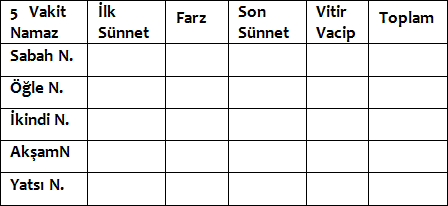 5 Vakit Namaz | İlk Sünnet | Farz | Son Sünnet | Vitir Vacip | Toplam
Sabah N.
Öğle N.
İkindi N.
AkşamN
Yatsı N.